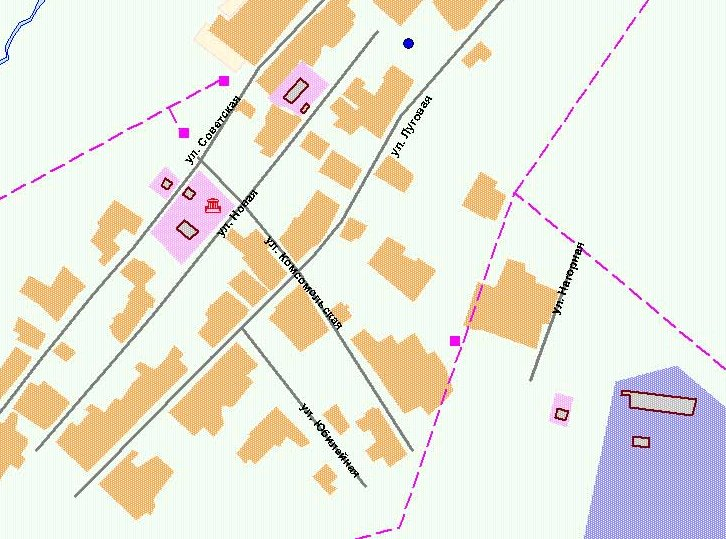 ул. Советская
ул. Луговая
ул. Новая
ул. Комсомольская
ул. Нагорная
ул. Юбилейная